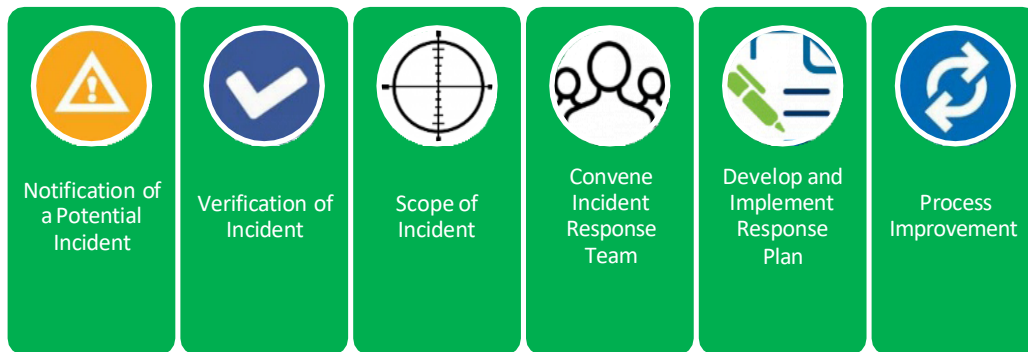 Notification of
a Potential
Incident
Verification of
Incident
Scope of
Incident
Convene
Incident
Response
Team
Develop and
Implement
Response
Plan
Process
Improvement